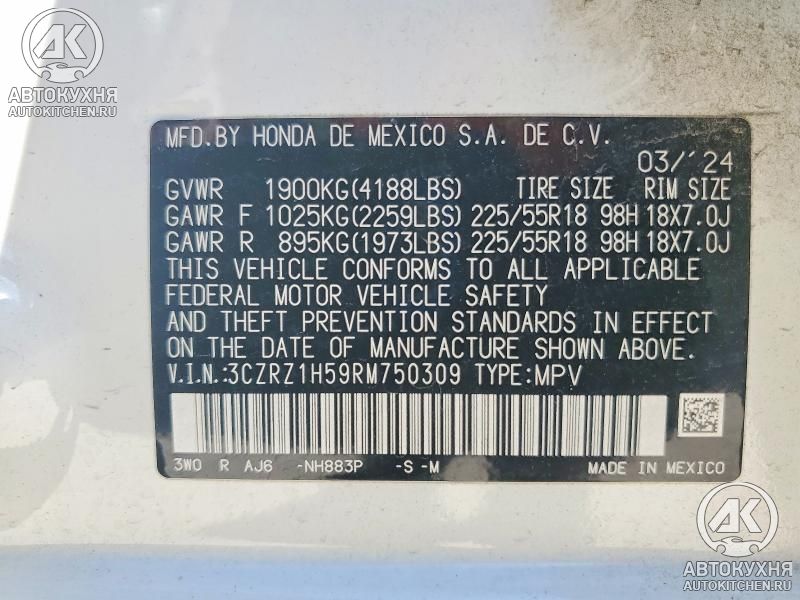 AK
АВТОКУХНЯ
AUTOKITCHEN.RU
MFD.BY HONDA DE MEXICO S.A. DE C.V.
03/'24
GVWR 1900KG(4188LBS) TIRE SIZE RIM SIZE
GAWR F 1025KG(2259LBS) 225/55R18 98H 18X7.0J
GAWR R 895KG(1973LBS) 225/55R18 98H 18X7.0J
THIS VEHICLE CONFORMS TO ALL APPLICABLE
FEDERAL MOTOR VEHICLE SAFETY
AND THEFT PREVENTION STANDARDS IN EFFECT
ON THE DATE OF MANUFACTURE SHOWN ABOVE.
V.I.N.:3CZRZ1H59RM750309 TYPE:MPV
3W0 R AJ6 -NH883P -S -M MADE IN MEXICO
AK
АВТОКУХНЯ
AUTOKITCHEN.RU